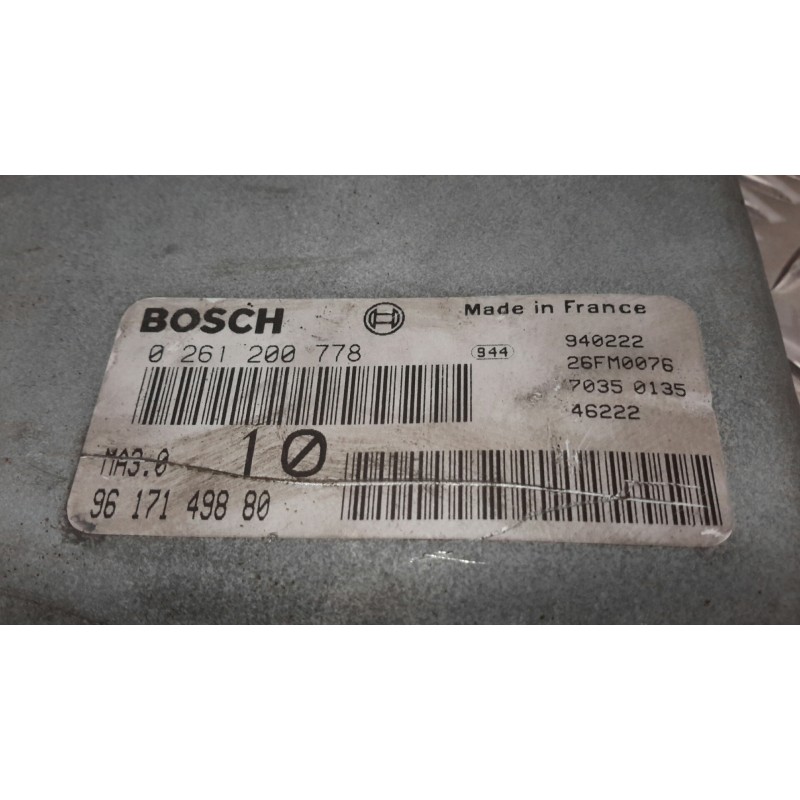 BOSCH Made in France
0 261 200 778 944 940222
26FM0076
7035 0135
46222
MA3.0 10
96 171 498 80